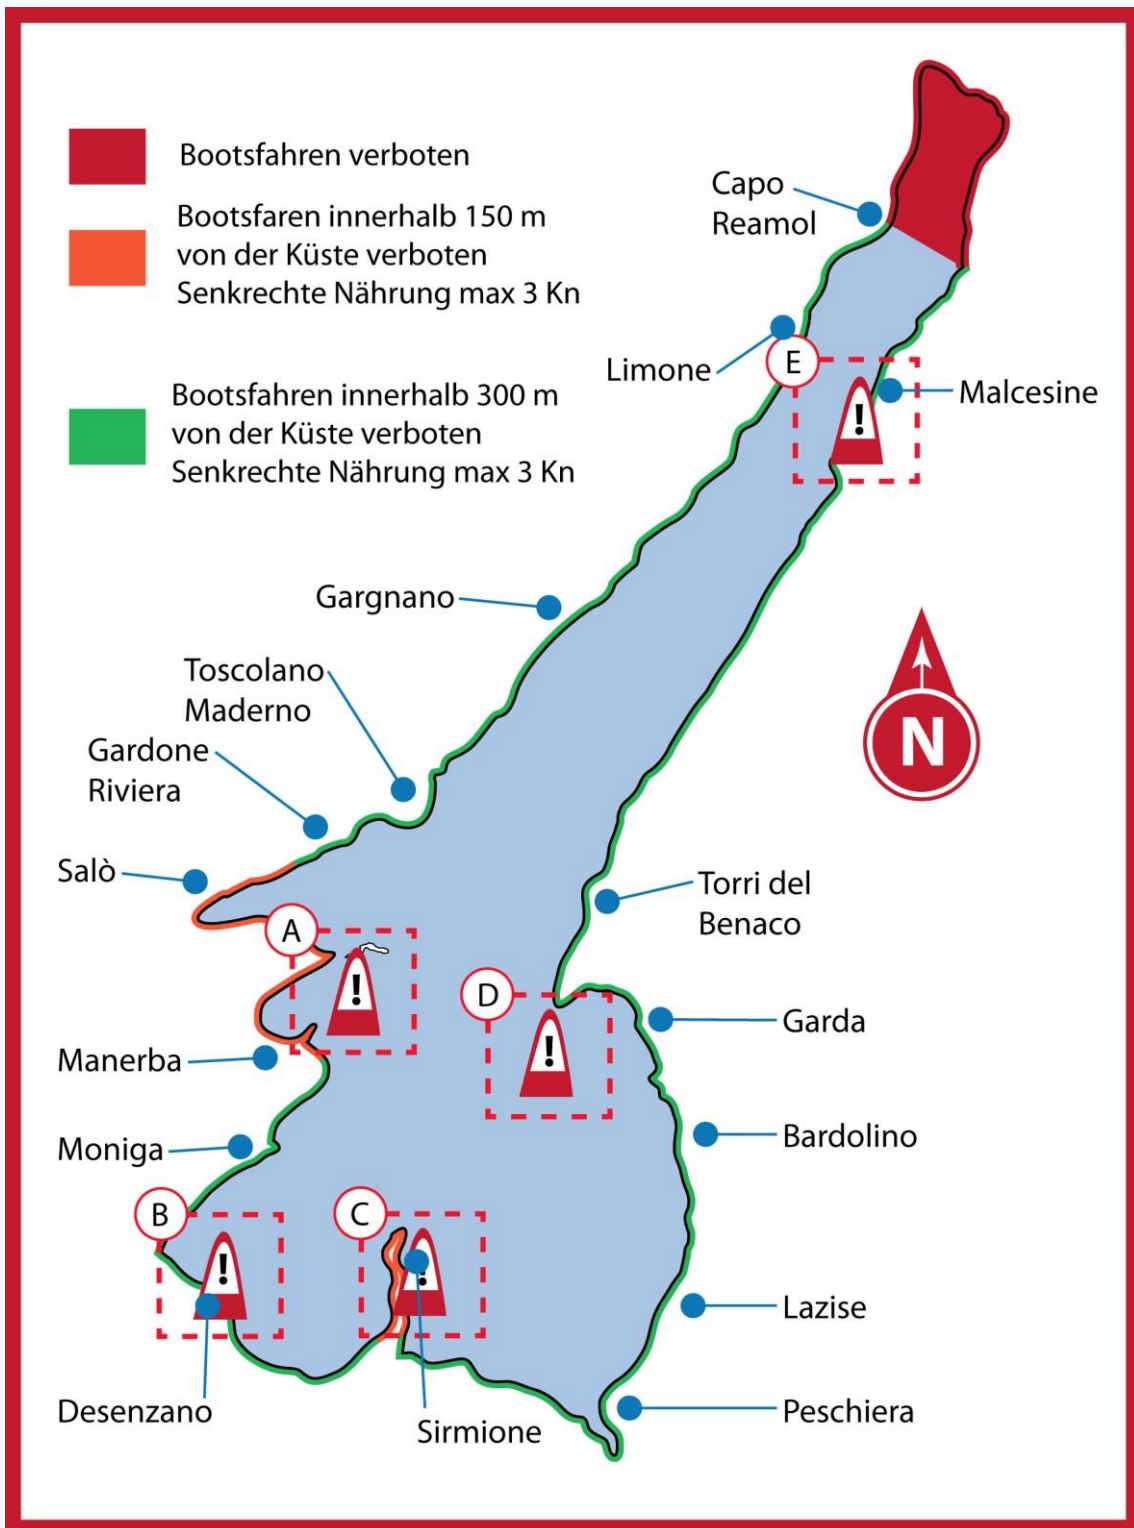 Bootsfahren verboten
Bootsfaren innerhalb 150 m
von der Küste verboten
Senkrechte Nährung max 3 Kn
Bootsfahren innerhalb 300 m
von der Küste verboten
Senkrechte Nährung max 3 Kn
Capo
Reamol
Limone
E
!
Malcesine
Gargnano
Toscolano
Maderno
Gardone
Riviera
N
Salò
Torri del
Benaco
A
!
D
!
Garda
Manerba
Moniga
Bardolino
B
!
C
!
Lazise
Desenzano
Sirmione
Peschiera